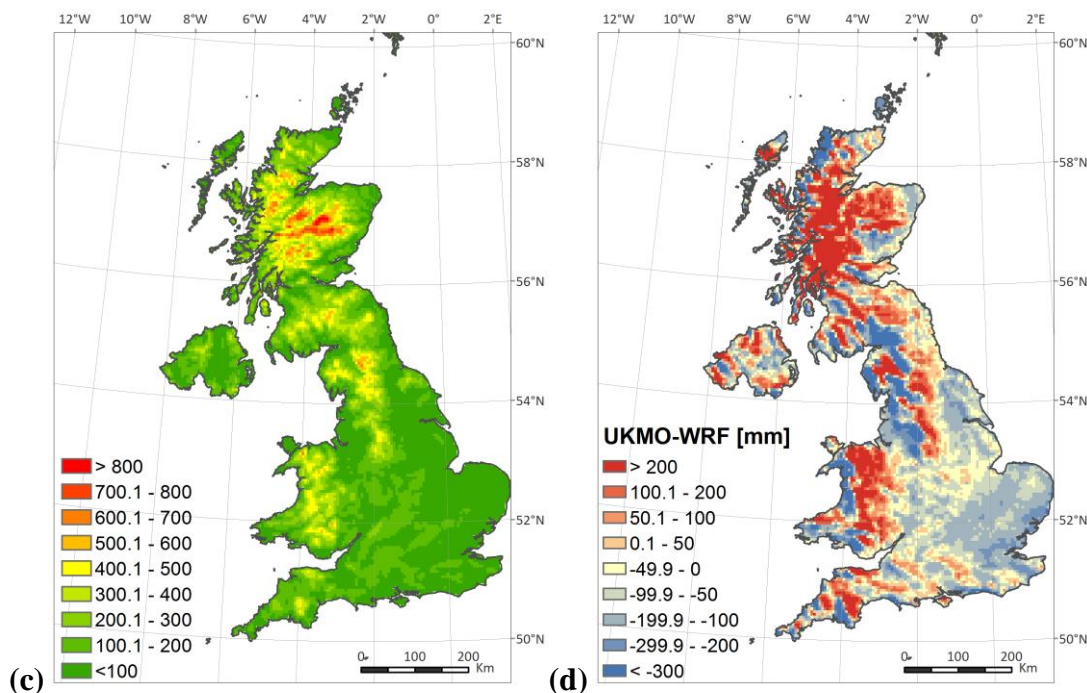 12°W 10°W 8°W 6°W 4°W 2°W 0° 2°E
60°N
58°N
56°N
54°N
52°N
50°N
> 800
700.1 - 800
600.1 - 700
500.1 - 600
400.1 - 500
300.1 - 400
200.1 - 300
100.1 - 200
<100
0 100 200
Km
(c)
12°W 10°W 8°W 6°W 4°W 2°W 0° 2°E
60°N
58°N
56°N
54°N
52°N
50°N
UKMO-WRF [mm]
> 200
100.1 - 200
50.1 - 100
0.1 - 50
-49.9 - 0
-99.9 - -50
-199.9 - -100
-299.9 - -200
< -300
0 100 200
Km
(d)